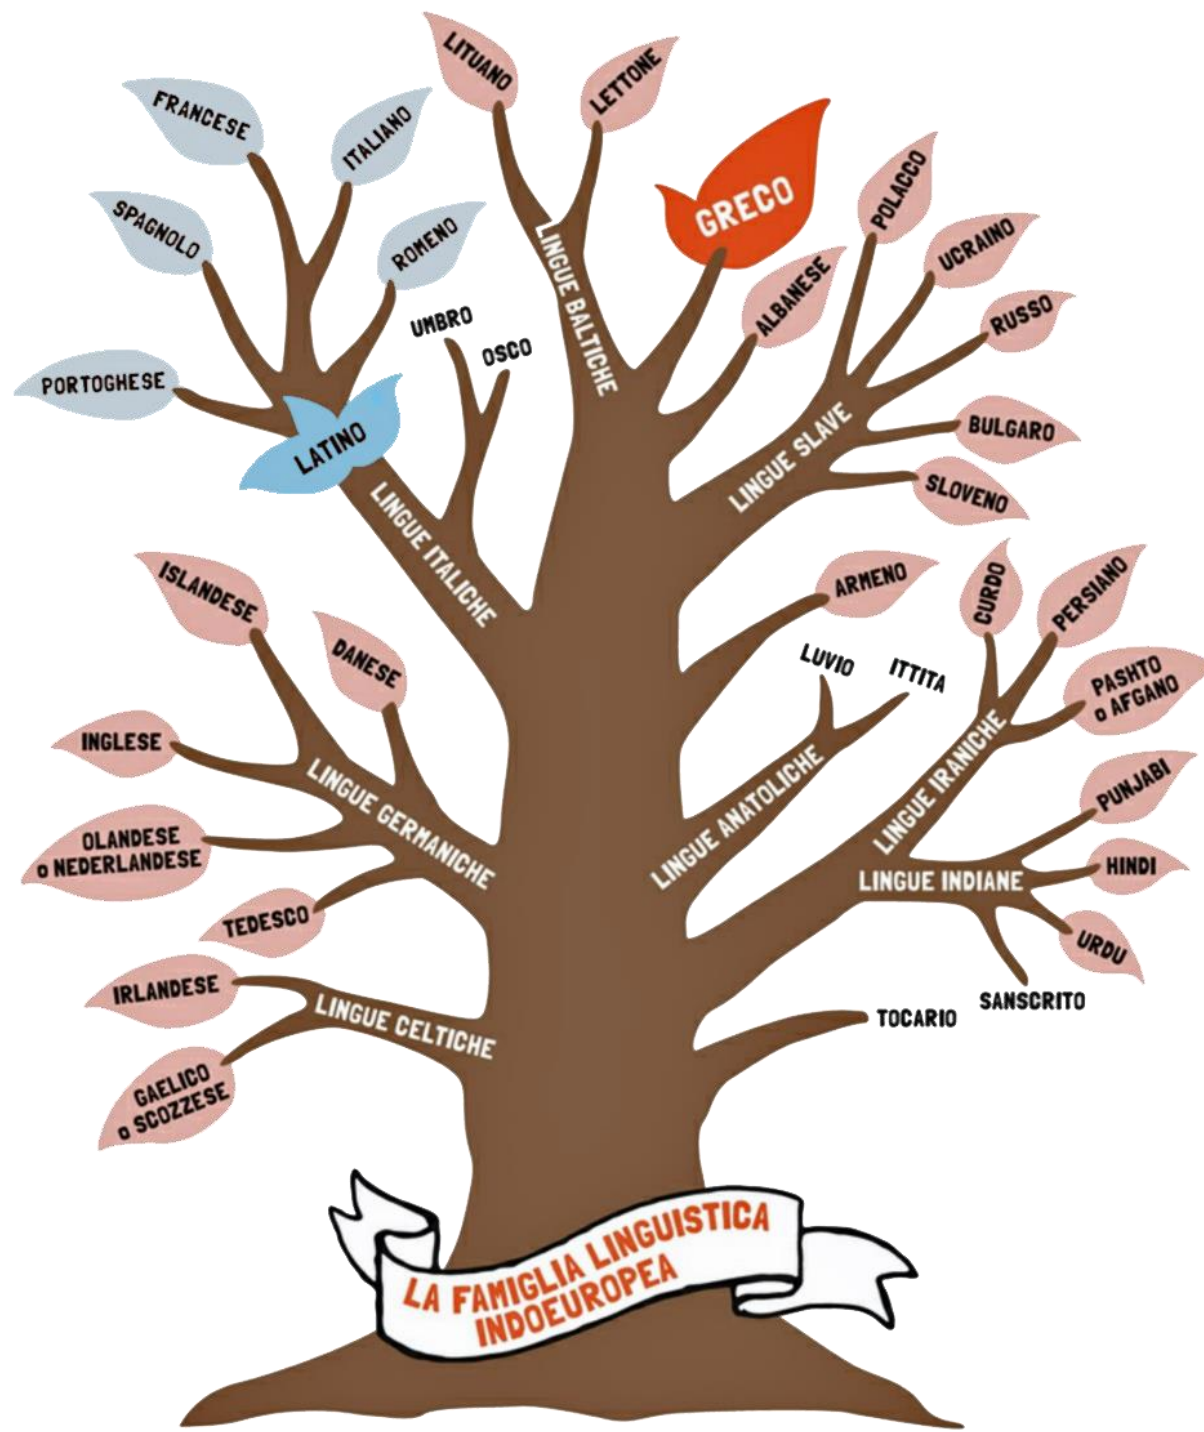 LITUANO
LETTONE
FRANCESE
ITALIANO
GRECO
POLACCO
SPAGNOLO
ROMENO
UCRAINO
ALBANESE
RUSSO
UMBRO
OSCO
LINGUE BALTICHE
PORTOGHESE
LATINO
BULGARO
LINGUE SLAVE
SLOVENO
LINGUE ITALICHE
ISLANDESE
ARMENO
CURDO
PERSIANO
DANESE
LUVIO
ITTITA
PASHTO
o AFGANO
INGLESE
LINGUE GERMANICHE
LINGUE ANATOLICHE
LINGUE IRANICHE
PUNJABI
OLANDESE
o NEDERLANDESE
LINGUE INDIANE
HINDI
TEDESCO
URDU
IRLANDESE
SANSCRITO
LINGUE CELTICHE
TOCARIO
GAELICO
o SCOZZESE
LA FAMIGLIA LINGUISTICA
INDOEUROPEA